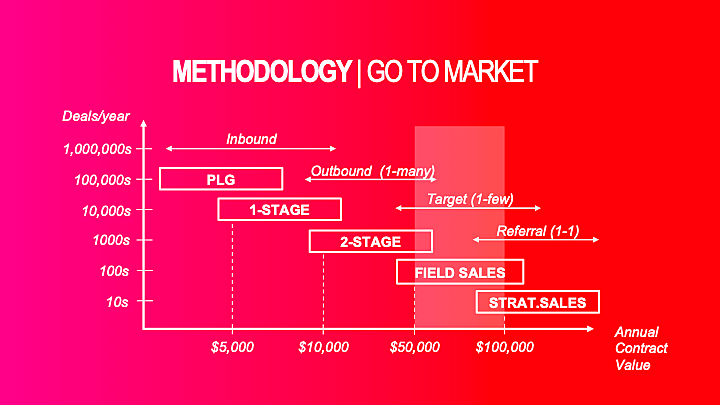 METHODOLOGY | GO TO MARKET
Deals/year
Inbound
1,000,000s
Outbound (1-many)
100,000s
PLG
Target (1-few)
10,000s
1-STAGE
Referral (1-1)
1000s
2-STAGE
100s
FIELD SALES
10s
STRAT.SALES
$5,000 $10,000 $50,000 $100,000
Annual
Contract
Value